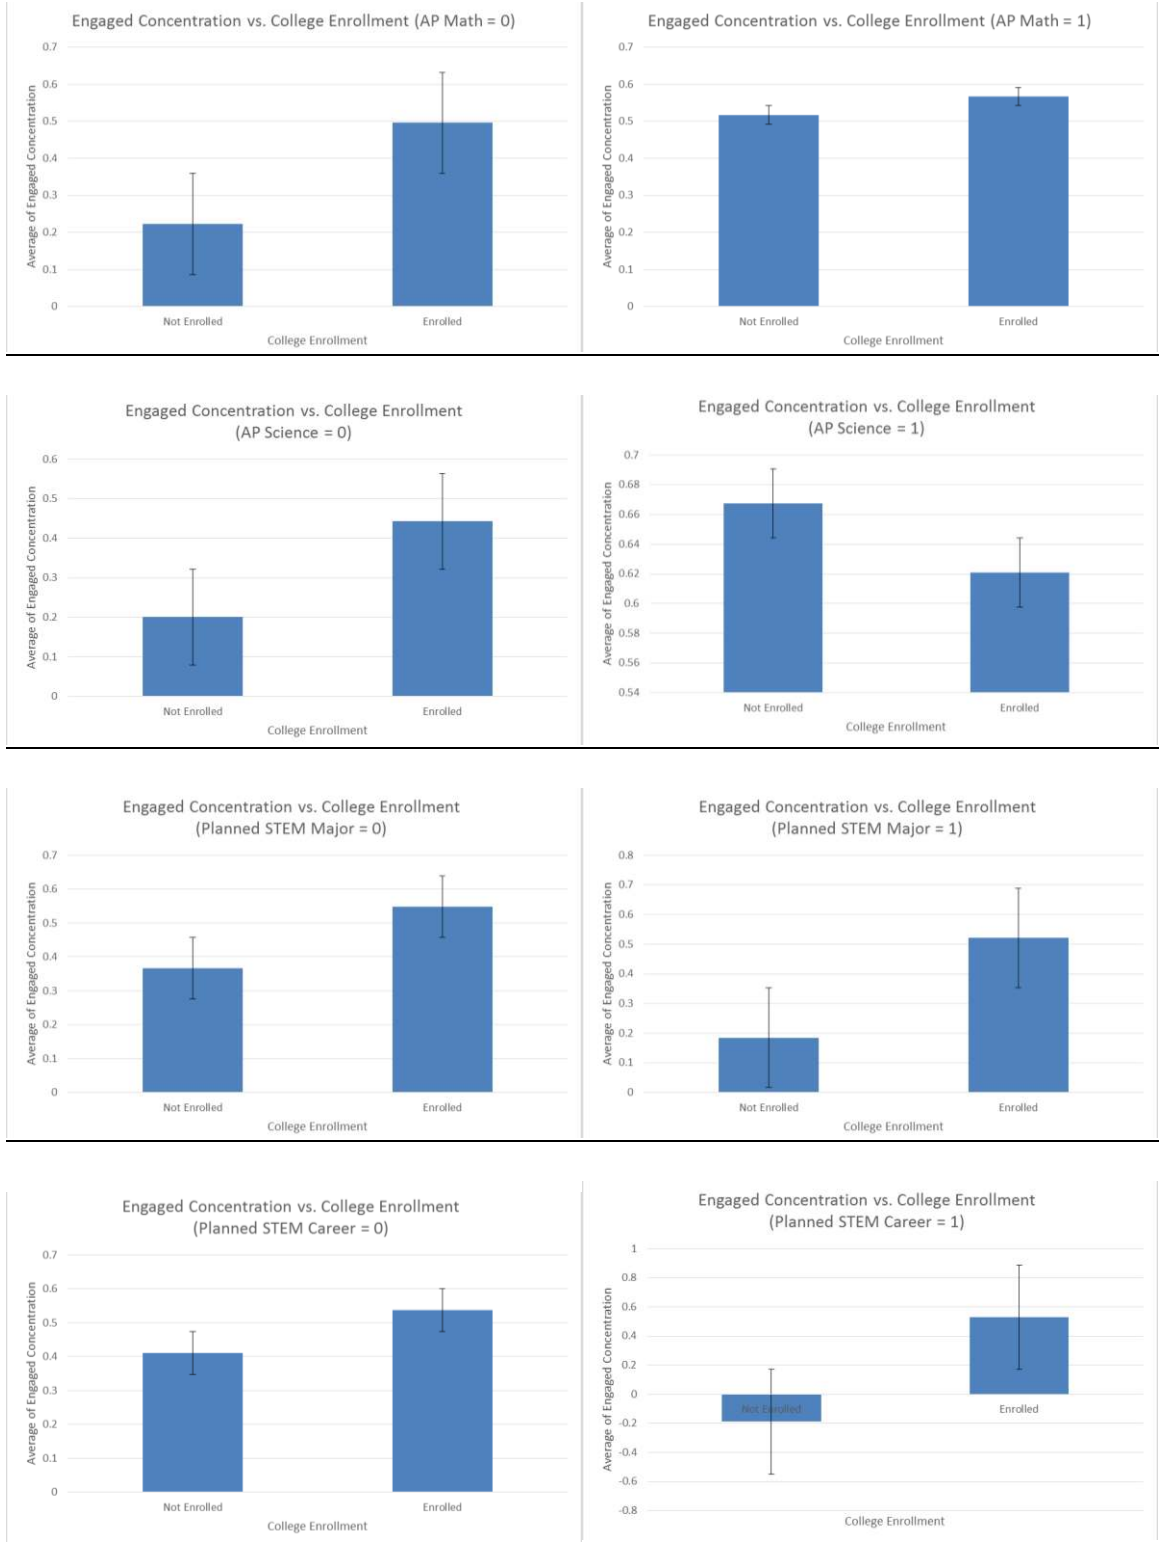 Engaged Concentration vs. College Enrollment (AP Math = 0)
0.7
0.6
0.5
0.4
0.3
0.2
0.1
0
Average of Engaged Concentration
Not Enrolled
Enrolled
College Enrollment
Engaged Concentration vs. College Enrollment (AP Math = 1)
0.7
0.6
0.5
0.4
0.3
0.2
0.1
0
Average of Engaged Concentration
Not Enrolled
Enrolled
College Enrollment
Engaged Concentration vs. College Enrollment
(AP Science = 0)
0.6
0.5
0.4
0.3
0.2
0.1
0
Average of Engaged Concentration
Not Enrolled
Enrolled
College Enrollment
Engaged Concentration vs. College Enrollment
(AP Science = 1)
0.7
0.68
0.66
0.64
0.62
0.6
0.58
0.56
0.54
Average of Engaged Concentration
Not Enrolled
Enrolled
College Enrollment
Engaged Concentration vs. College Enrollment
(Planned STEM Major = 0)
0.7
0.6
0.5
0.4
0.3
0.2
0.1
0
Average of Engaged Concentration
Not Enrolled
Enrolled
College Enrollment
Engaged Concentration vs. College Enrollment
(Planned STEM Major = 1)
0.8
0.7
0.6
0.5
0.4
0.3
0.2
0.1
0
Average of Engaged Concentration
Not Enrolled
Enrolled
College Enrollment
Engaged Concentration vs. College Enrollment
(Planned STEM Career = 0)
0.7
0.6
0.5
0.4
0.3
0.2
0.1
0
Average of Engaged Concentration
Not Enrolled
Enrolled
College Enrollment
Engaged Concentration vs. College Enrollment
(Planned STEM Career = 1)
1
0.8
0.6
0.4
0.2
0
-0.2
-0.4
-0.6
-0.8
Average of Engaged Concentration
Not Enrolled
Enrolled
College Enrollment